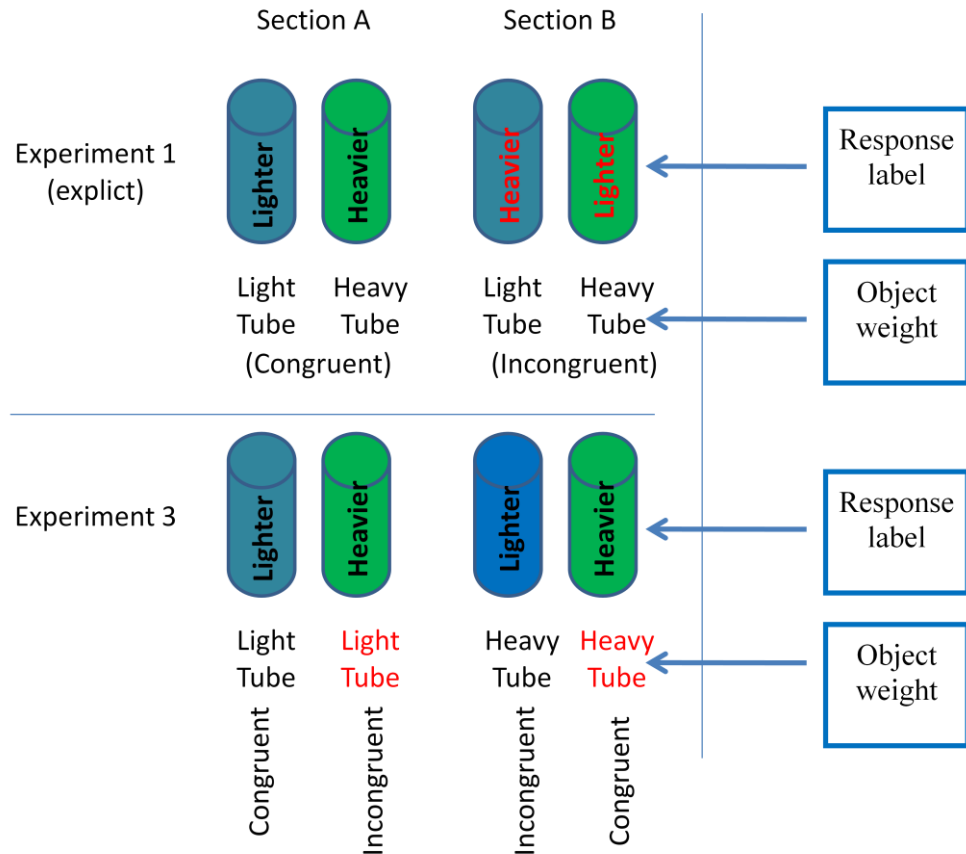 Section A
Section B
Experiment 1
(explict)
Lighter
Heavier
Heavier
Lighter
Response
label
Light
Tube
Heavy
Tube
Light
Tube
Heavy
Tube
(Congruent)
(Incongruent)
Object
weight
Experiment 3
Lighter
Heavier
Lighter
Heavier
Response
label
Light
Tube
Light
Tube
Heavy
Tube
Heavy
Tube
Object
weight
Congruent
Incongruent
Incongruent
Congruent